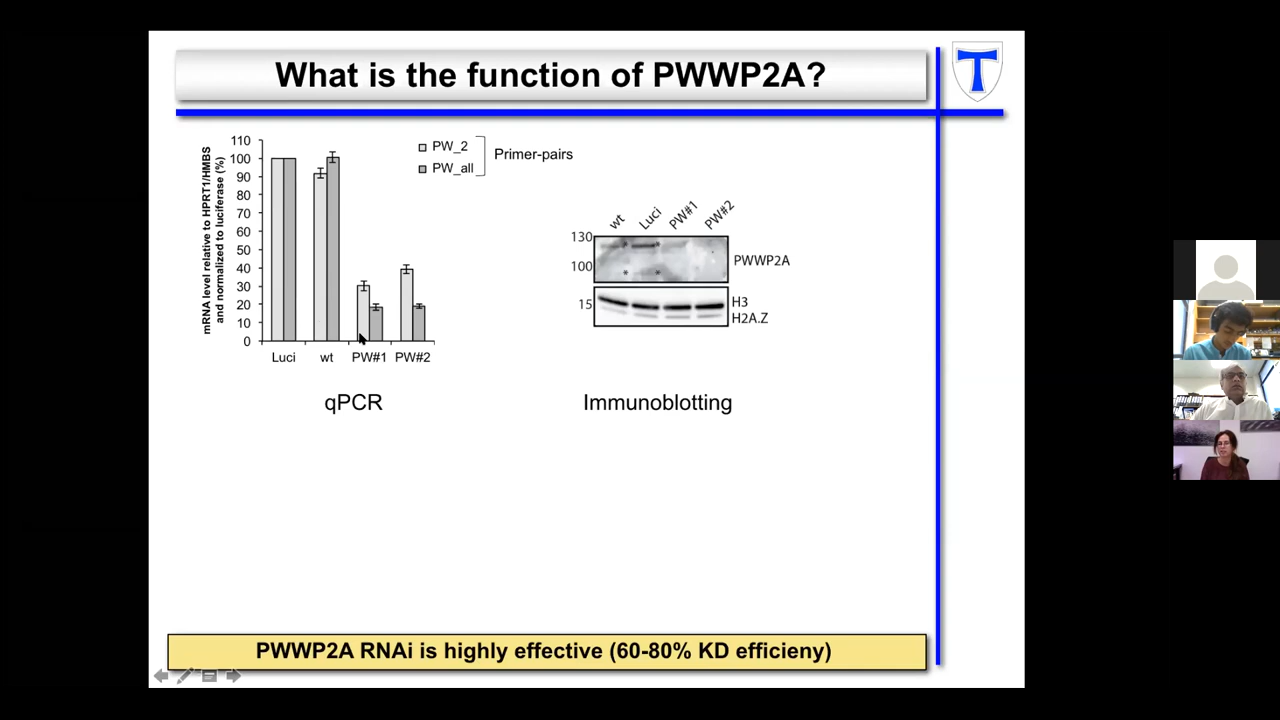 What is the function of PWWP2A?
mRNA level relative to HPRT1/HMBS
and normalized to luciferase (%)
110
100
90
80
70
60
50
40
30
20
10
0
Luci wt PW#1 PW#2
PW_2
PW_all
Primer-pairs
qPCR
wt Luci PW#1 PW#2
130
100
15
* *
* *
PWWP2A
H3
H2A.Z
Immunoblotting
PWWP2A RNAi is highly effective (60-80% KD efficieny)